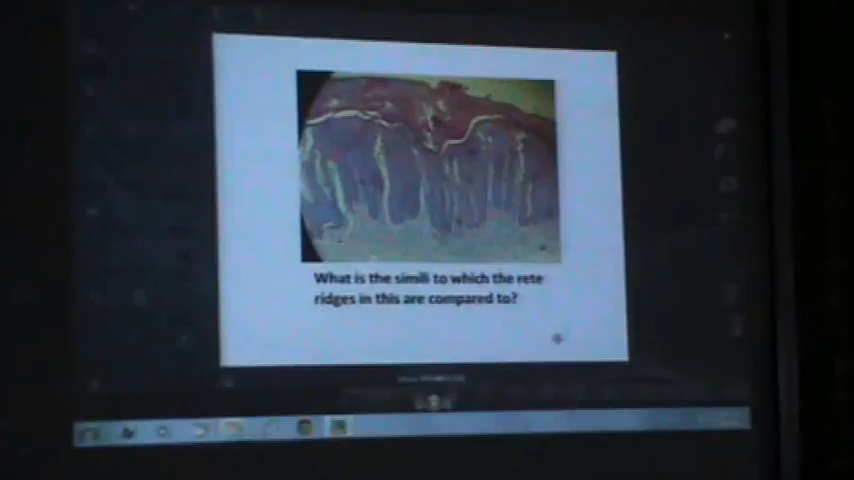 What is the simili to which the rete
ridges in this are compared to?